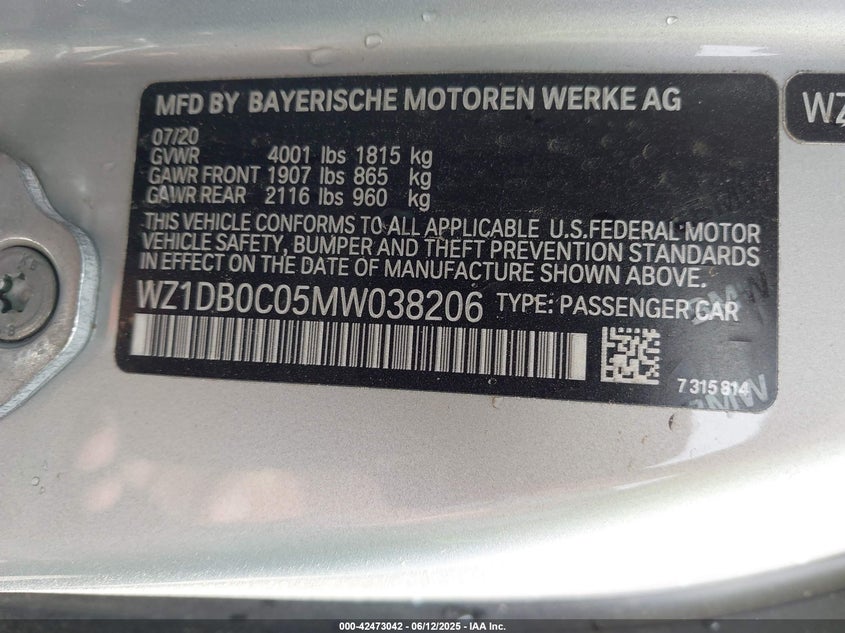 MFD BY BAYERISCHE MOTOREN WERKE AG
07/20
GVWR 4001 lbs 1815 kg
GAWR FRONT 1907 lbs 865 kg
GAWR REAR 2116 lbs 960 kg
THIS VEHICLE CONFORMS TO ALL APPLICABLE U.S.FEDERAL MOTOR
VEHICLE SAFETY, BUMPER AND THEFT PREVENTION STANDARDS
IN EFFECT ON THE DATE OF MANUFACTURE SHOWN ABOVE.
WZ1DB0C05MW038206 TYPE: PASSENGER CAR
7 315 814
BMW
WZ
000-42473042 | 06/12/2025 | IAA Inc.